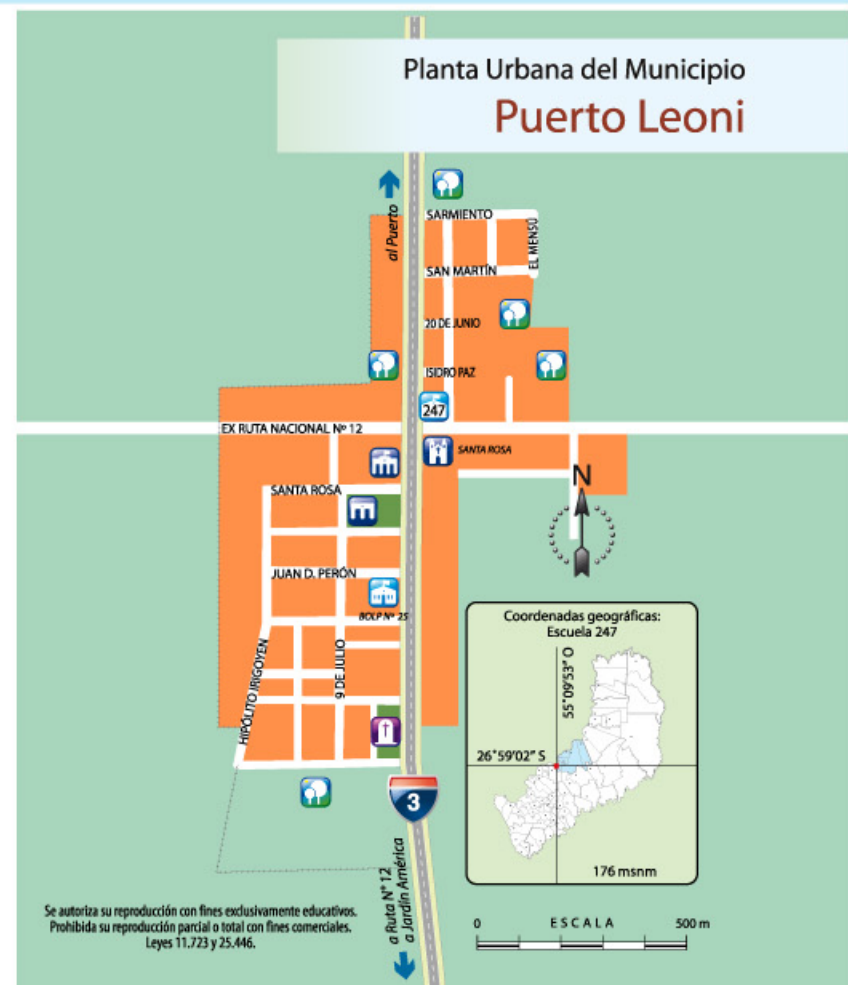 Planta Urbana del Municipio
Puerto Leoni
al Puerto
SARMIENTO
EL MENSÚ
SAN MARTÍN
20 DE JUNIO
ISIDRO PAZ
247
EX RUTA NACIONAL Nº 12
SANTA ROSA
SANTA ROSA
N
JUAN D. PERÓN
BOLP Nº 25
HIPÓLITO IRIGOYEN
9 DE JULIO
Coordenadas geográficas:
Escuela 247
55°09'53" O
26°59'02" S
176 msnm
3
a Ruta Nº 12
a Jardín América
Se autoriza su reproducción con fines exclusivamente educativos.
Prohibida su reproducción parcial o total con fines comerciales.
Leyes 11.723 y 25.446.
0 ESCALA 500 m